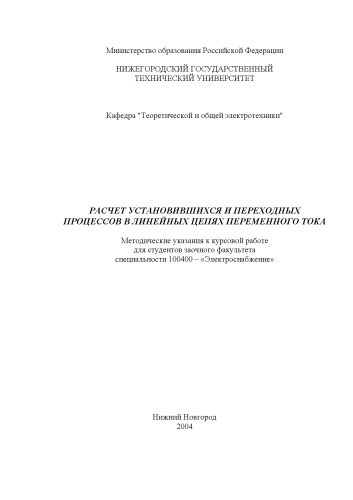 Министерство образования Российской Федерации
НИЖЕГОРОДСКИЙ ГОСУДАРСТВЕННЫЙ
ТЕХНИЧЕСКИЙ УНИВЕРСИТЕТ
Кафедра "Теоретической и общей электротехники"
РАСЧЕТ УСТАНОВИВШИХСЯ И ПЕРЕХОДНЫХ
ПРОЦЕССОВ В ЛИНЕЙНЫХ ЦЕПЯХ ПЕРЕМЕННОГО ТОКА
Методические указания к курсовой работе
для студентов заочного факультета
специальности 100400 – «Электроснабжение»
Нижний Новгород
2004